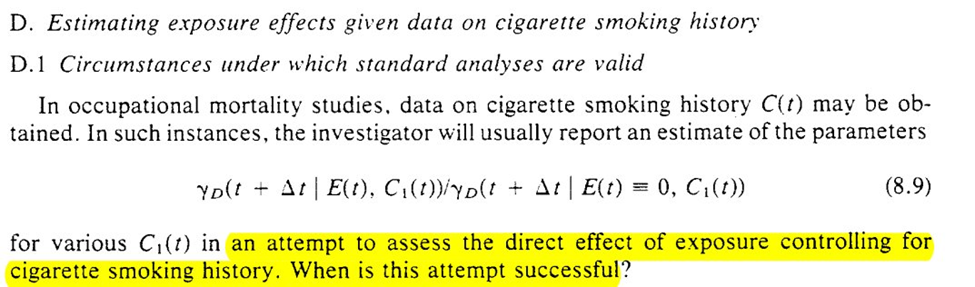 D. Estimating exposure effects given data on cigarette smoking history
D.1 Circumstances under which standard analyses are valid
In occupational mortality studies, data on cigarette smoking history C(t) may be ob-
tained. In such instances, the investigator will usually report an estimate of the parameters
γD(t + Δt | E(t), C₁(t))/γD(t + Δt | E(t) ≡ 0, C₁(t)) (8.9)
for various C₁(t) in an attempt to assess the direct effect of exposure controlling for
cigarette smoking history. When is this attempt successful?